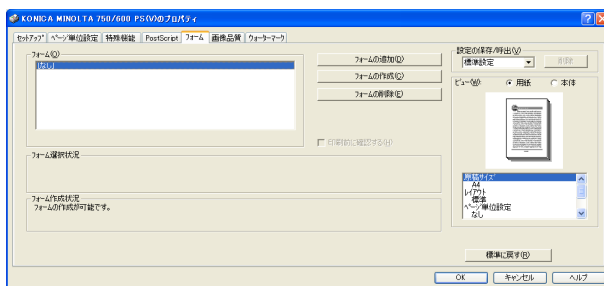 KONICA MINOLTA 750/600 PS(V)のプロパティ
セットアップ ページ単位設定 特殊機能 PostScript フォーム 画像品質 ウォーターマーク
フォーム(O)
なし
フォームの追加(D)
フォームの作成(C)
フォームの削除(E)
印刷前に確認する(H)
フォーム選択状況
フォーム作成状況
フォームの作成が可能です。
設定の保存/呼出(V)
標準設定
削除
ビュー(W):
用紙
本体
原稿サイズ
A4
レイアウト
標準
ページ単位設定
なし
標準に戻す(R)
OK
キャンセル
ヘルプ